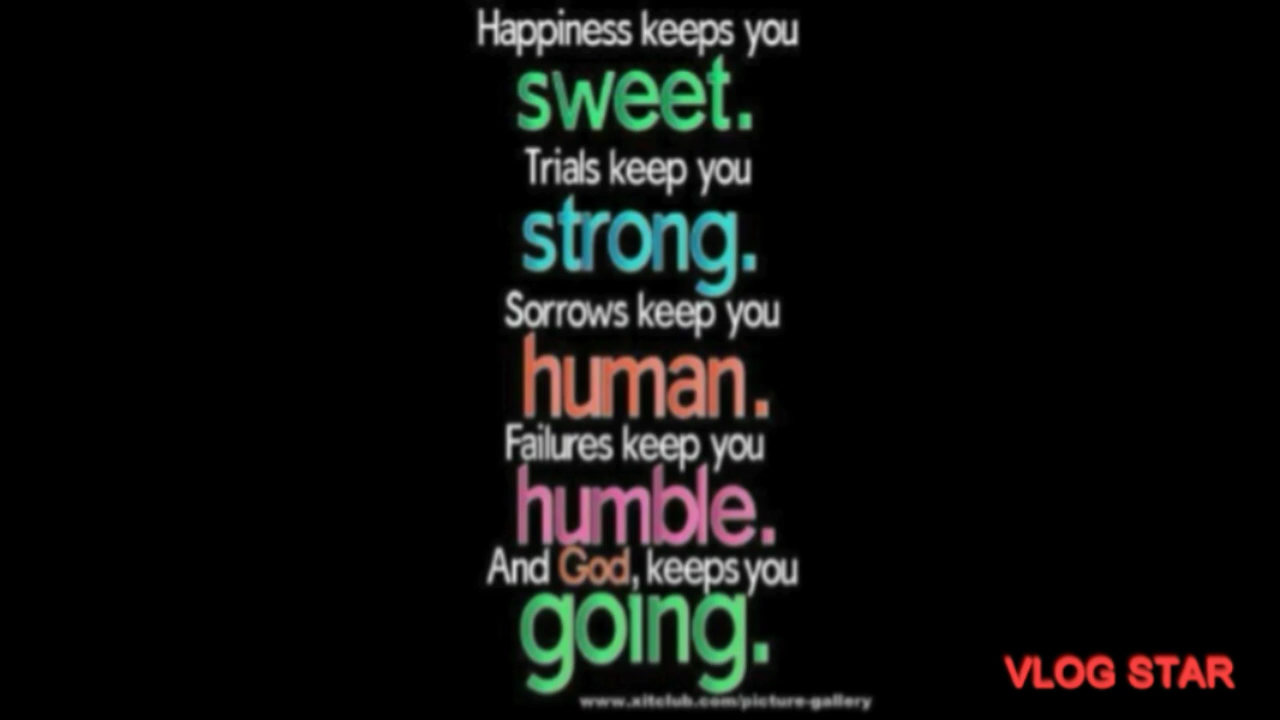 Happiness keeps you
sweet.
Trials keep you
strong.
Sorrows keep you
human.
Failures keep you
humble.
And God, keeps you
going.
www.xitclub.com/picture-gallery
VLOG STAR